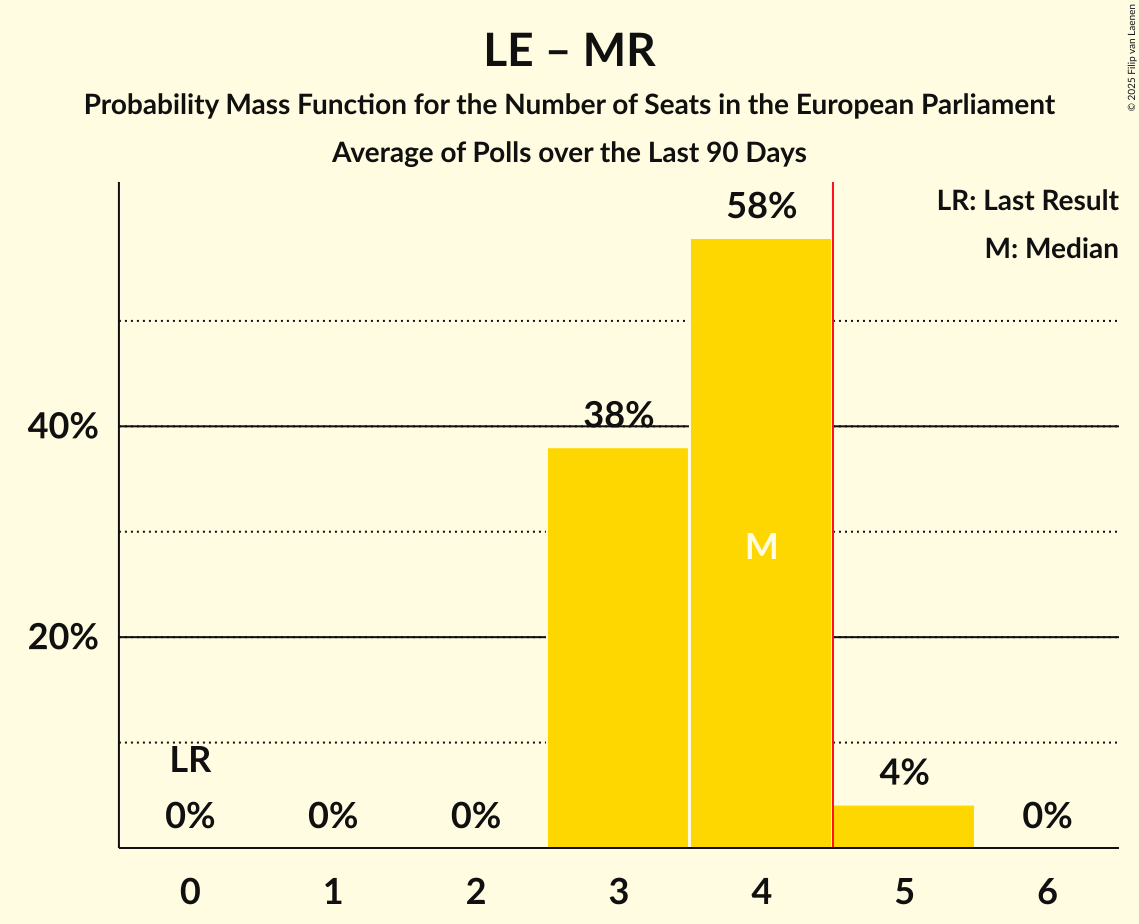 LE – MR
Probability Mass Function for the Number of Seats in the European Parliament
Average of Polls over the Last 90 Days
© 2025 Filip van Laenen
LR: Last Result
M: Median
58%
38%
40%
M
20%
LR
4%
0% 0% 0% 0%
0 1 2 3 4 5 6